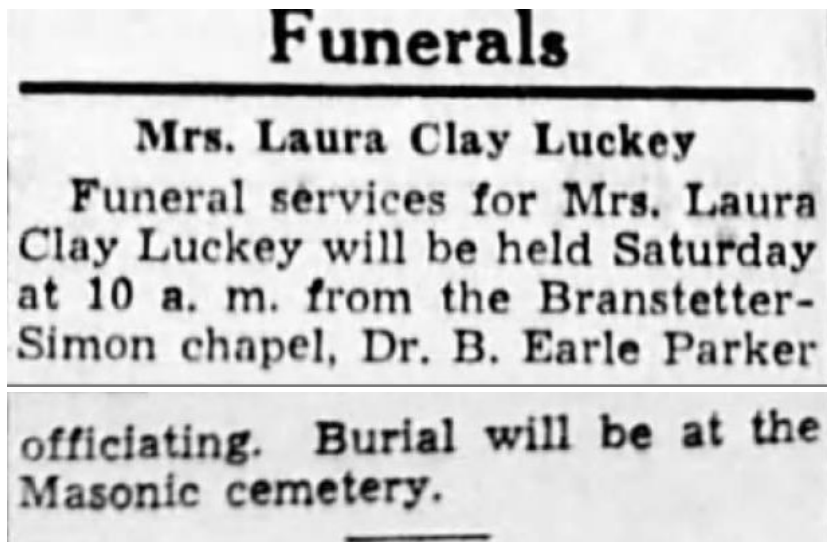 Funerals
Mrs. Laura Clay Luckey
Funeral services for Mrs. Laura
Clay Luckey will be held Saturday
at 10 a. m. from the Branstetter-
Simon chapel, Dr. B. Earle Parker
officiating. Burial will be at the
Masonic cemetery.